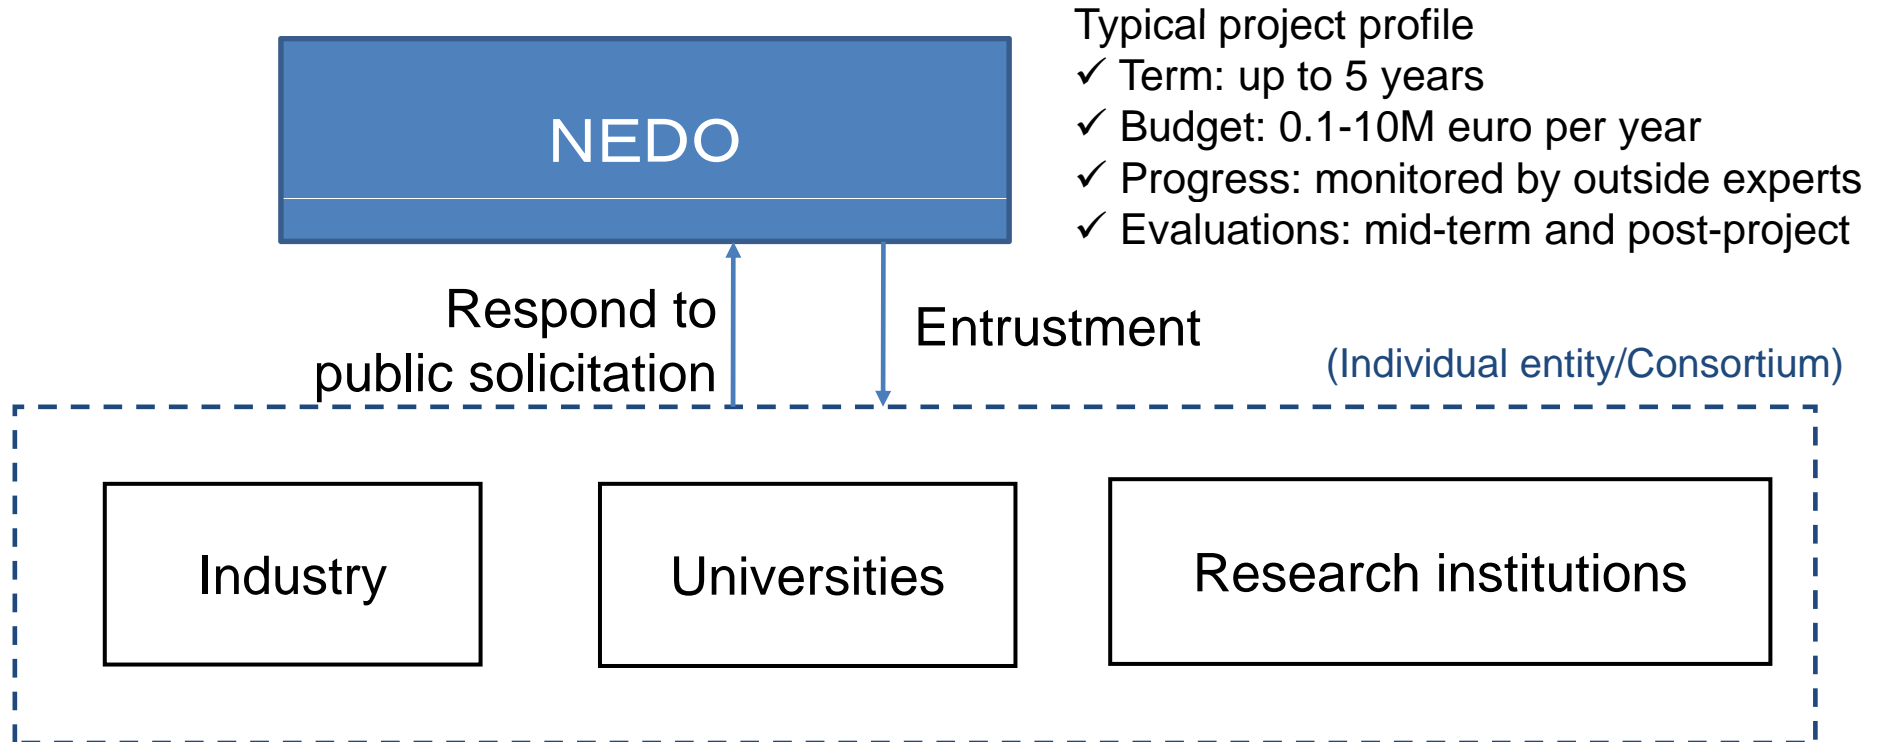 Typical project profile
✓ Term: up to 5 years
✓ Budget: 0.1-10M euro per year
✓ Progress: monitored by outside experts
✓ Evaluations: mid-term and post-project
NEDO
Respond to
public solicitation
Entrustment
(Individual entity/Consortium)
Industry
Universities
Research institutions